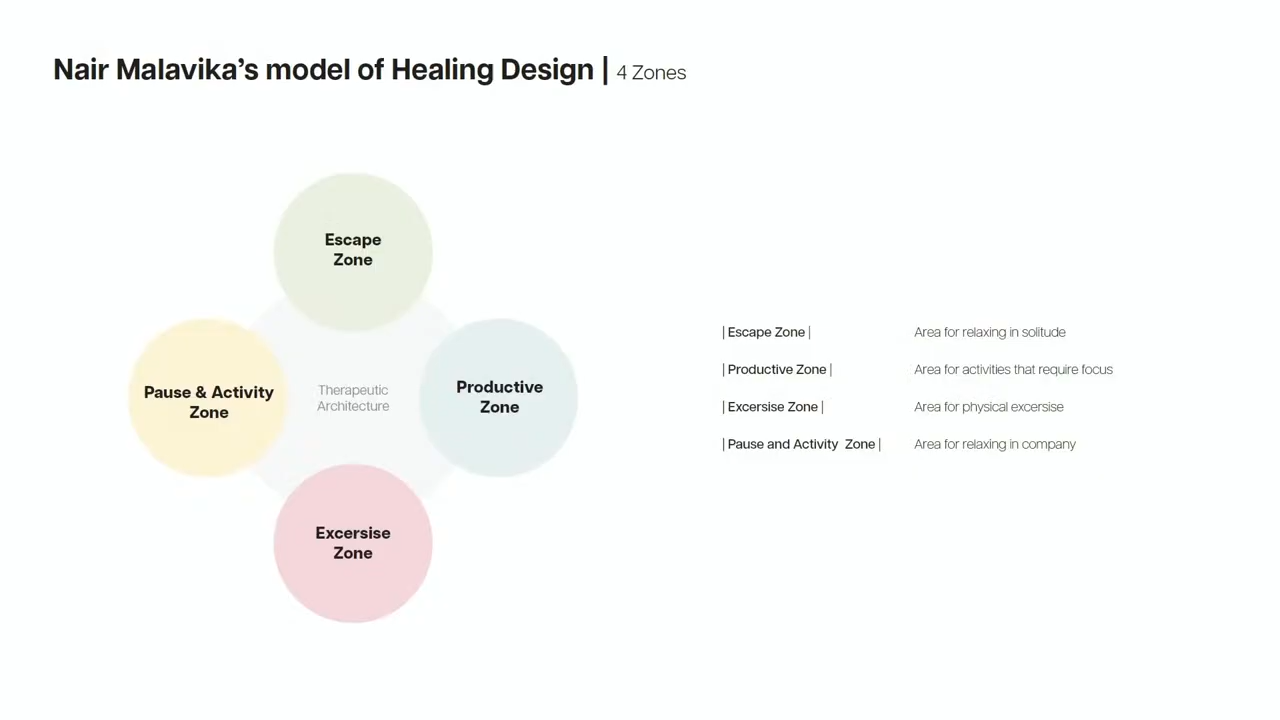 Nair Malavika’s model of Healing Design | 4 Zones
Escape
Zone
Pause & Activity
Zone
Therapeutic
Architecture
Productive
Zone
Excersise
Zone
| Escape Zone | Area for relaxing in solitude
| Productive Zone | Area for activities that require focus
| Excersise Zone | Area for physical excersise
| Pause and Activity Zone | Area for relaxing in company